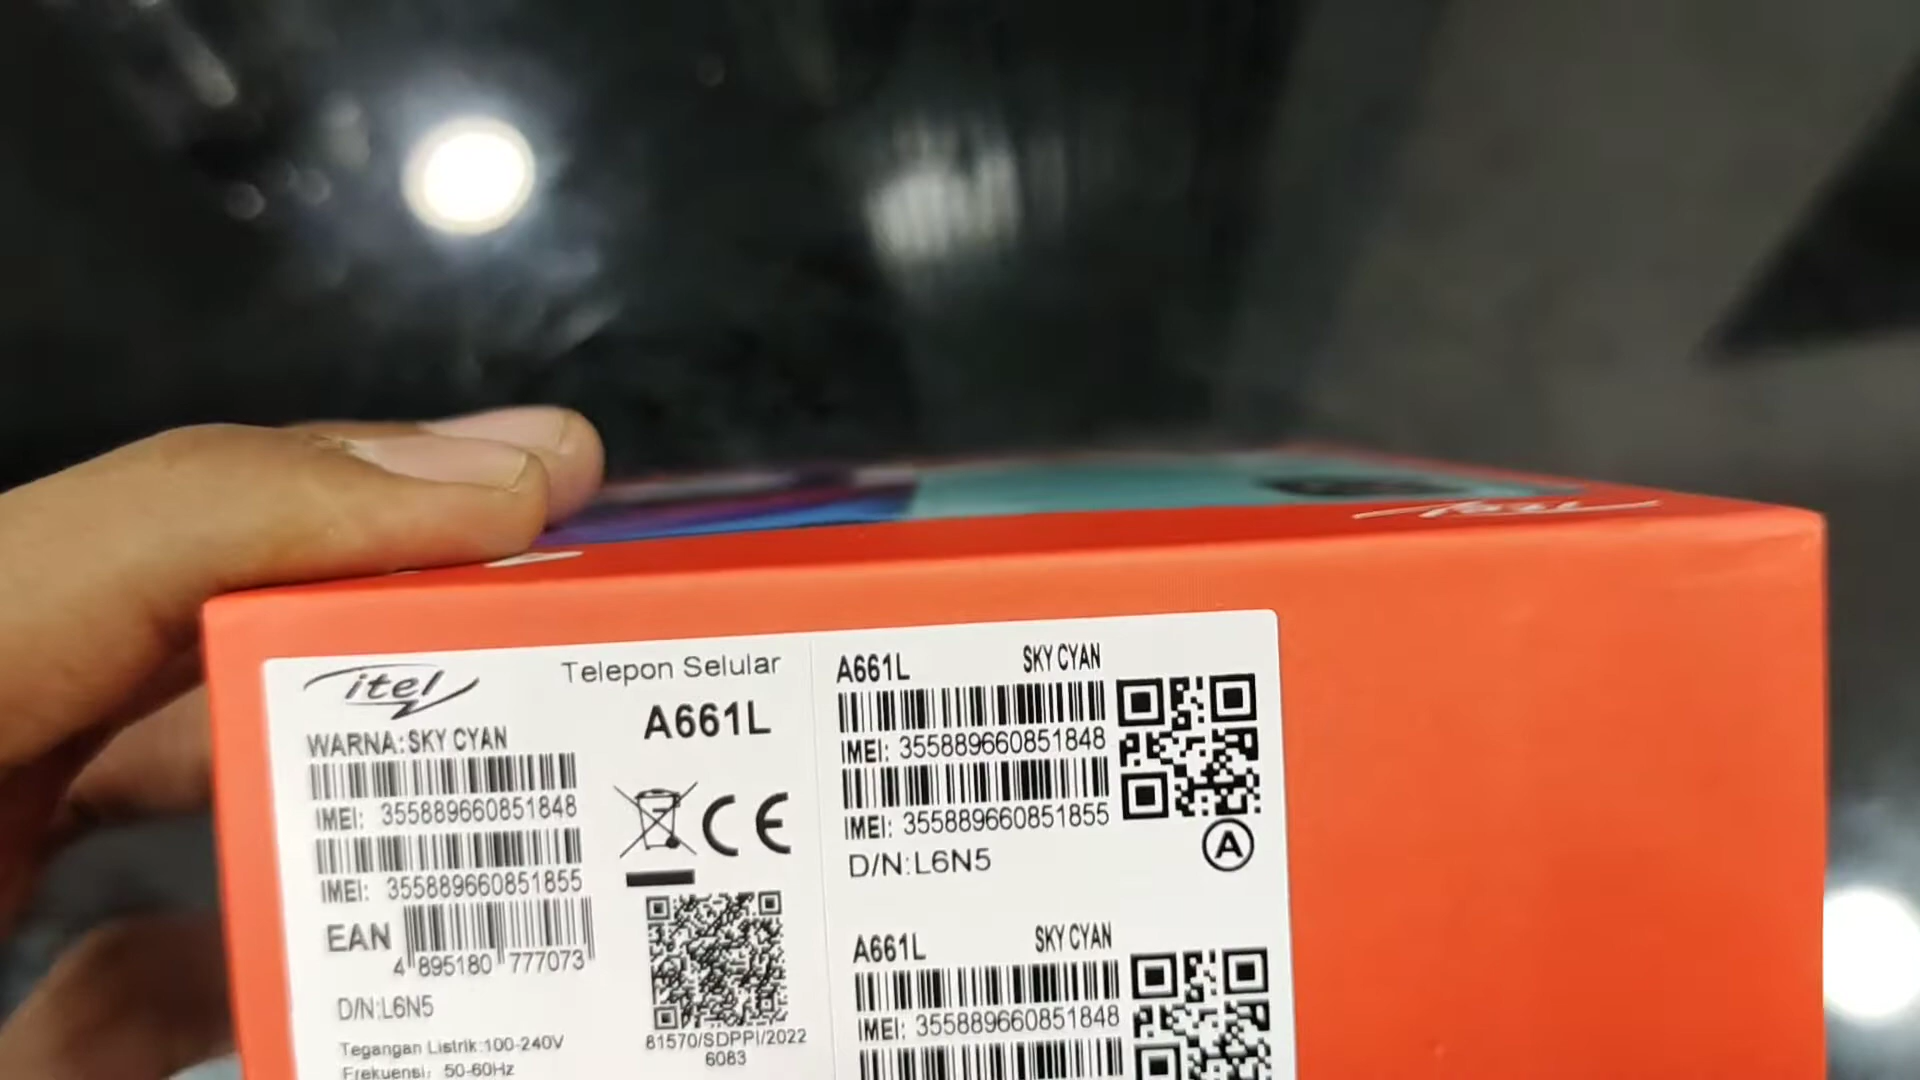 itel
itel
Telepon Selular
A661L
WARNA:SKY CYAN
IMEI: 355889660851848
IMEI: 355889660851855
EAN
4 895180 777073
D/N:L6N5
Tegangan Listrik:100-240V
Frekuensi: 50-60Hz
CE
81570/SDPPI/2022
6083
A661L SKY CYAN
IMEI: 355889660851848
IMEI: 355889660851855
D/N:L6N5
A
A661L SKY CYAN
IMEI: 355889660851848